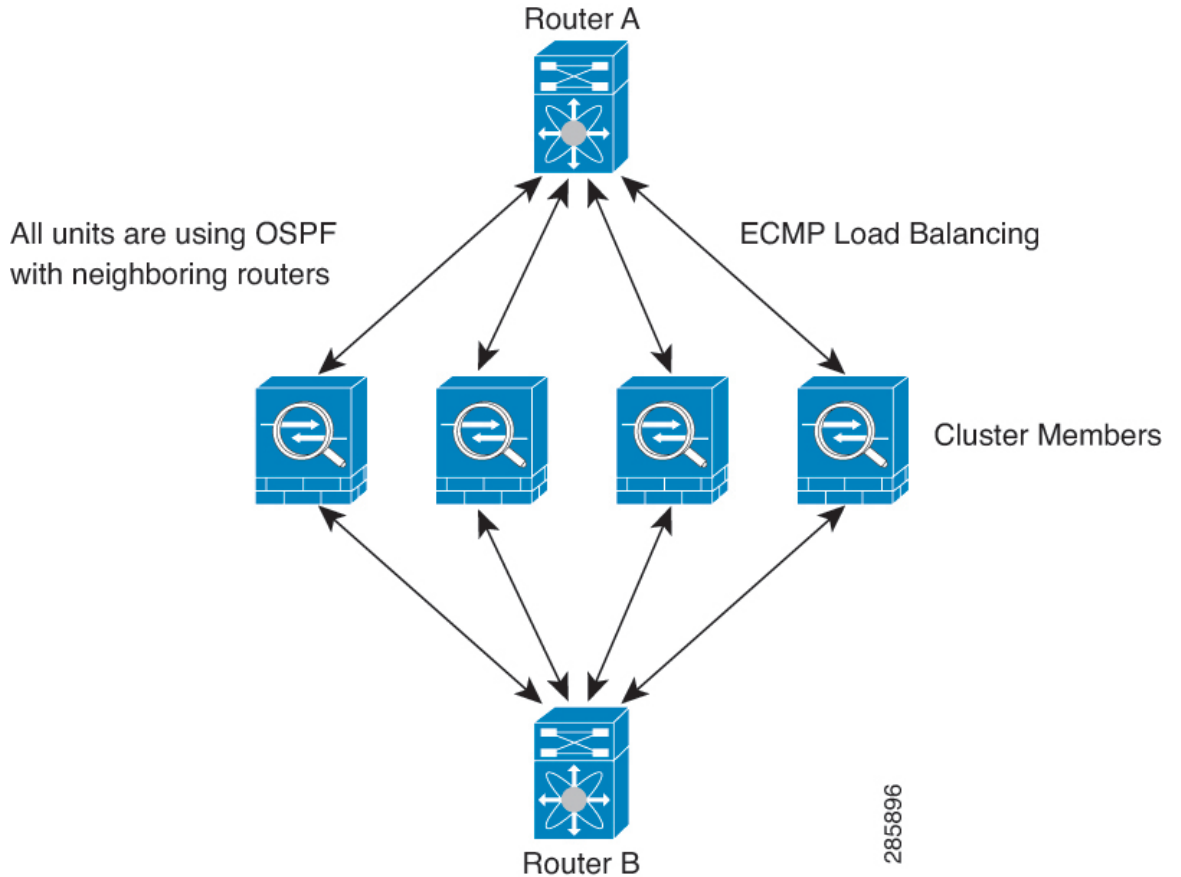 Router A
All units are using OSPF
with neighboring routers
ECMP Load Balancing
Cluster Members
285896
Router B